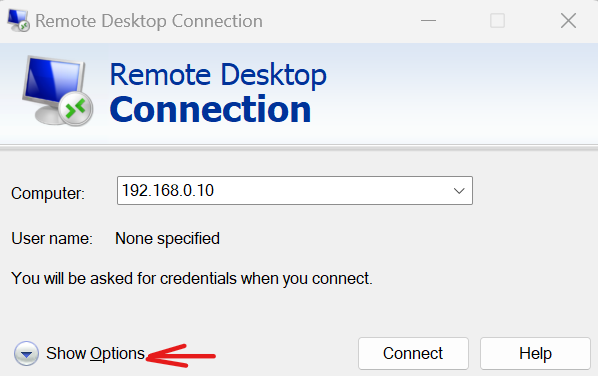 Remote Desktop Connection
Remote Desktop
Connection
Computer: 192.168.0.10
User name: None specified
You will be asked for credentials when you connect.
Show Options Connect Help